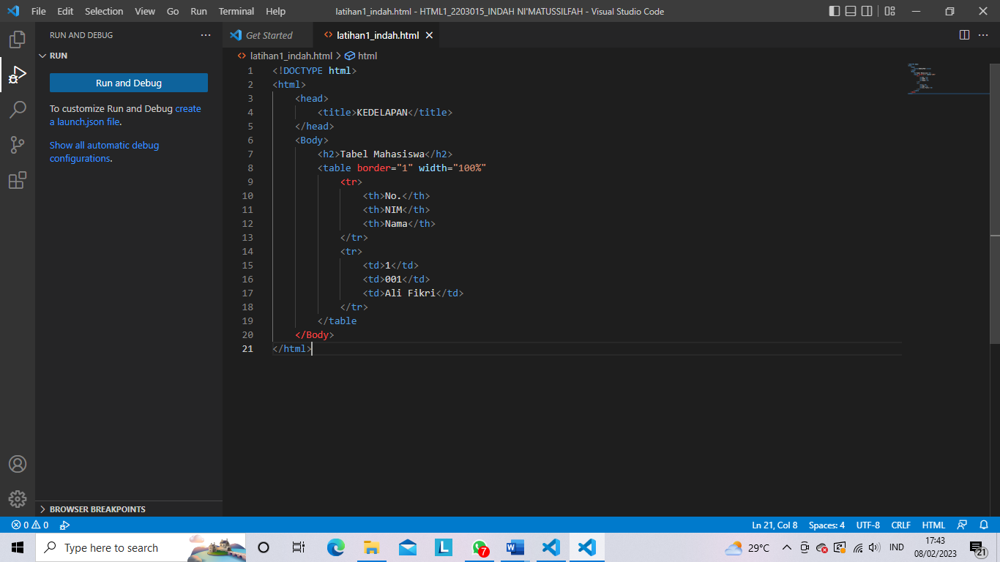 File Edit Selection View Go Run Terminal Help
latihan1_indah.html - HTML1_2203015_INDAH NI'MATUSSILFAH - Visual Studio Code
RUN AND DEBUG
RUN
Run and Debug
To customize Run and Debug create
a launch.json file.
Show all automatic debug
configurations.
BROWSER BREAKPOINTS
Get Started
latihan1_indah.html
latihan1_indah.html > html
1 <!DOCTYPE html>
2 <html>
3 <head>
4 <title>KEDELAPAN</title>
5 </head>
6 <Body>
7 <h2>Tabel Mahasiswa</h2>
8 <table border="1" width="100%"
9 <tr>
10 <th>No.</th>
11 <th>NIM</th>
12 <th>Nama</th>
13 </tr>
14 <tr>
15 <td>1</td>
16 <td>001</td>
17 <td>Ali Fikri</td>
18 </tr>
19 </table
20 </Body>
21 </html>
0 0
Ln 21, Col 8 Spaces: 4 UTF-8 CRLF HTML
Type here to search
L
7
W
29°C
IND
17:43
08/02/2023
21